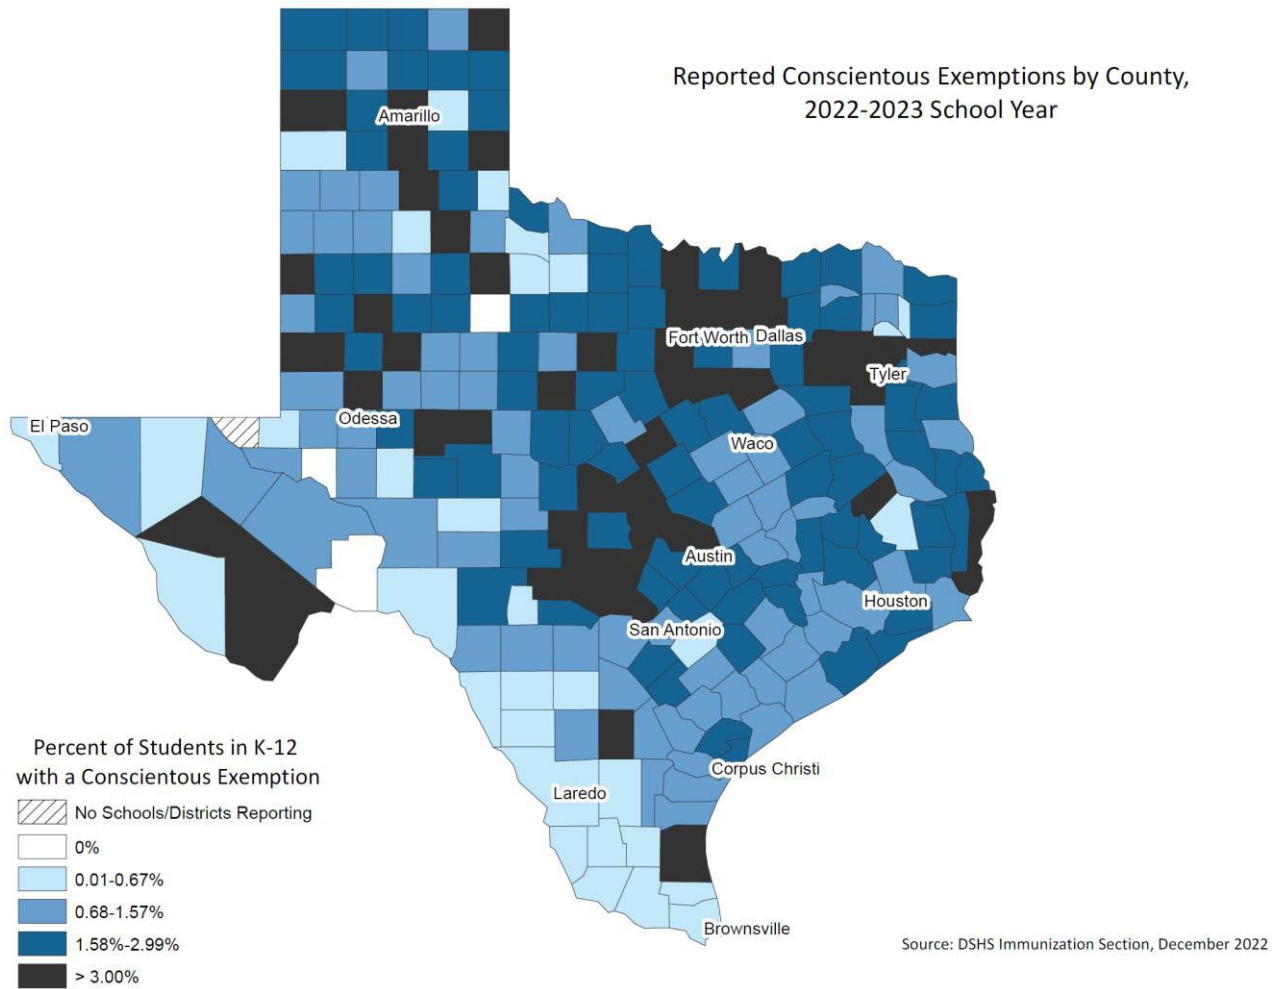 Reported Conscientous Exemptions by County,
2022-2023 School Year
Amarillo
Fort Worth
Dallas
Tyler
El Paso
Odessa
Waco
Austin
Houston
San Antonio
Corpus Christi
Laredo
Brownsville
Percent of Students in K-12
with a Conscientous Exemption
No Schools/Districts Reporting
0%
0.01-0.67%
0.68-1.57%
1.58%-2.99%
> 3.00%
Source: DSHS Immunization Section, December 2022